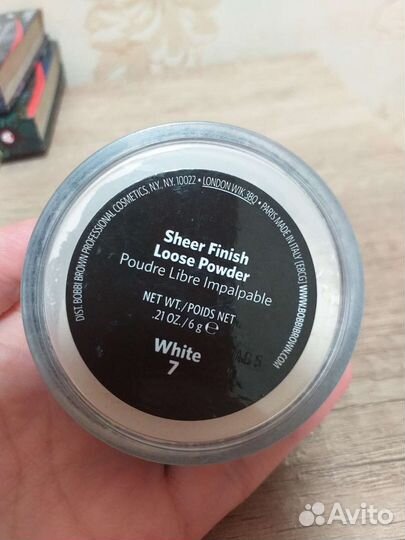 DIST. BOBBI BROWN PROFESSIONAL COSMETICS, N.Y., N.Y. 10022 • LONDON W1K 3BQ • PARIS MADE IN ITALY [EBCG] WWW.BOBBIBROWN.COM
Sheer Finish
Loose Powder
Poudre Libre Impalpable
NET WT./POIDS NET
.21 OZ./6 g ℮
White
7
Avito